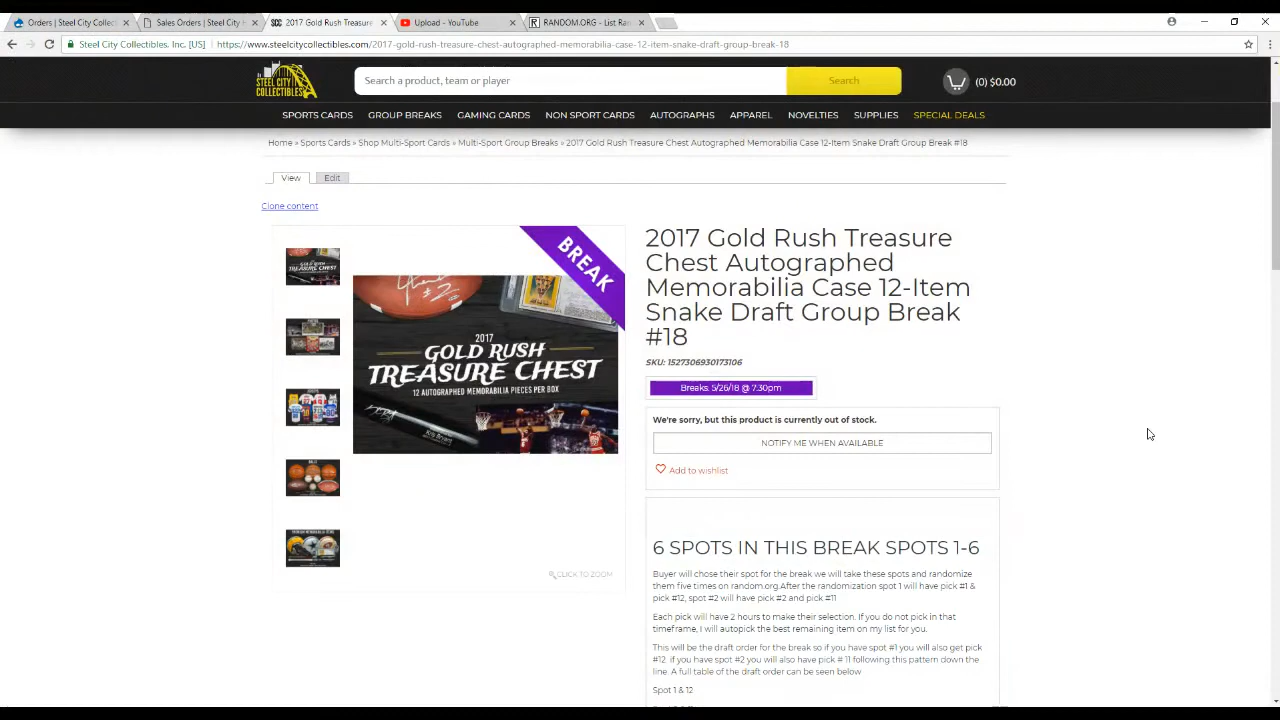 Orders | Steel City Collect
Sales Orders | Steel City
2017 Gold Rush Treasure
Upload - YouTube
RANDOM.ORG - List Ran
Steel City Collectibles. Inc. [US]
https://www.steelcitycollectibles.com/2017-gold-rush-treasure-chest-autographed-memorabilia-case-12-item-snake-draft-group-break-18
STEEL CITY
COLLECTIBLES
Search a product, team or player
Search
(0) $0.00
SPORTS CARDS
GROUP BREAKS
GAMING CARDS
NON SPORT CARDS
AUTOGRAPHS
APPAREL
NOVELTIES
SUPPLIES
SPECIAL DEALS
Home » Sports Cards » Shop Multi-Sport Cards » Multi-Sport Group Breaks » 2017 Gold Rush Treasure Chest Autographed Memorabilia Case 12-Item Snake Draft Group Break #18
View
Edit
Clone content
BREAK
2017
GOLD RUSH
TREASURE CHEST
12 AUTOGRAPHED MEMORABILIA PIECES PER BOX
Kris Bryant
CLICK TO ZOOM
2017 Gold Rush Treasure
Chest Autographed
Memorabilia Case 12-Item
Snake Draft Group Break
#18
SKU: 1527306930173106
Breaks: 5/26/18 @ 7:30pm
We're sorry, but this product is currently out of stock.
NOTIFY ME WHEN AVAILABLE
Add to wishlist
6 SPOTS IN THIS BREAK SPOTS 1-6
Buyer will chose their spot for the break we will take these spots and randomize
them five times on random.org.After the randomization spot 1 will have pick #1 &
pick #12, spot #2 will have pick #2 and pick #11
Each pick will have 2 hours to make their selection. If you do not pick in that
timeframe, I will autopick the best remaining item on my list for you.
This will be the draft order for the break so if you have spot #1 you will also get pick
#12. if you have spot #2 you will also have pick # 11 following this pattern down the
line. A full table of the draft order can be seen below
Spot 1 & 12